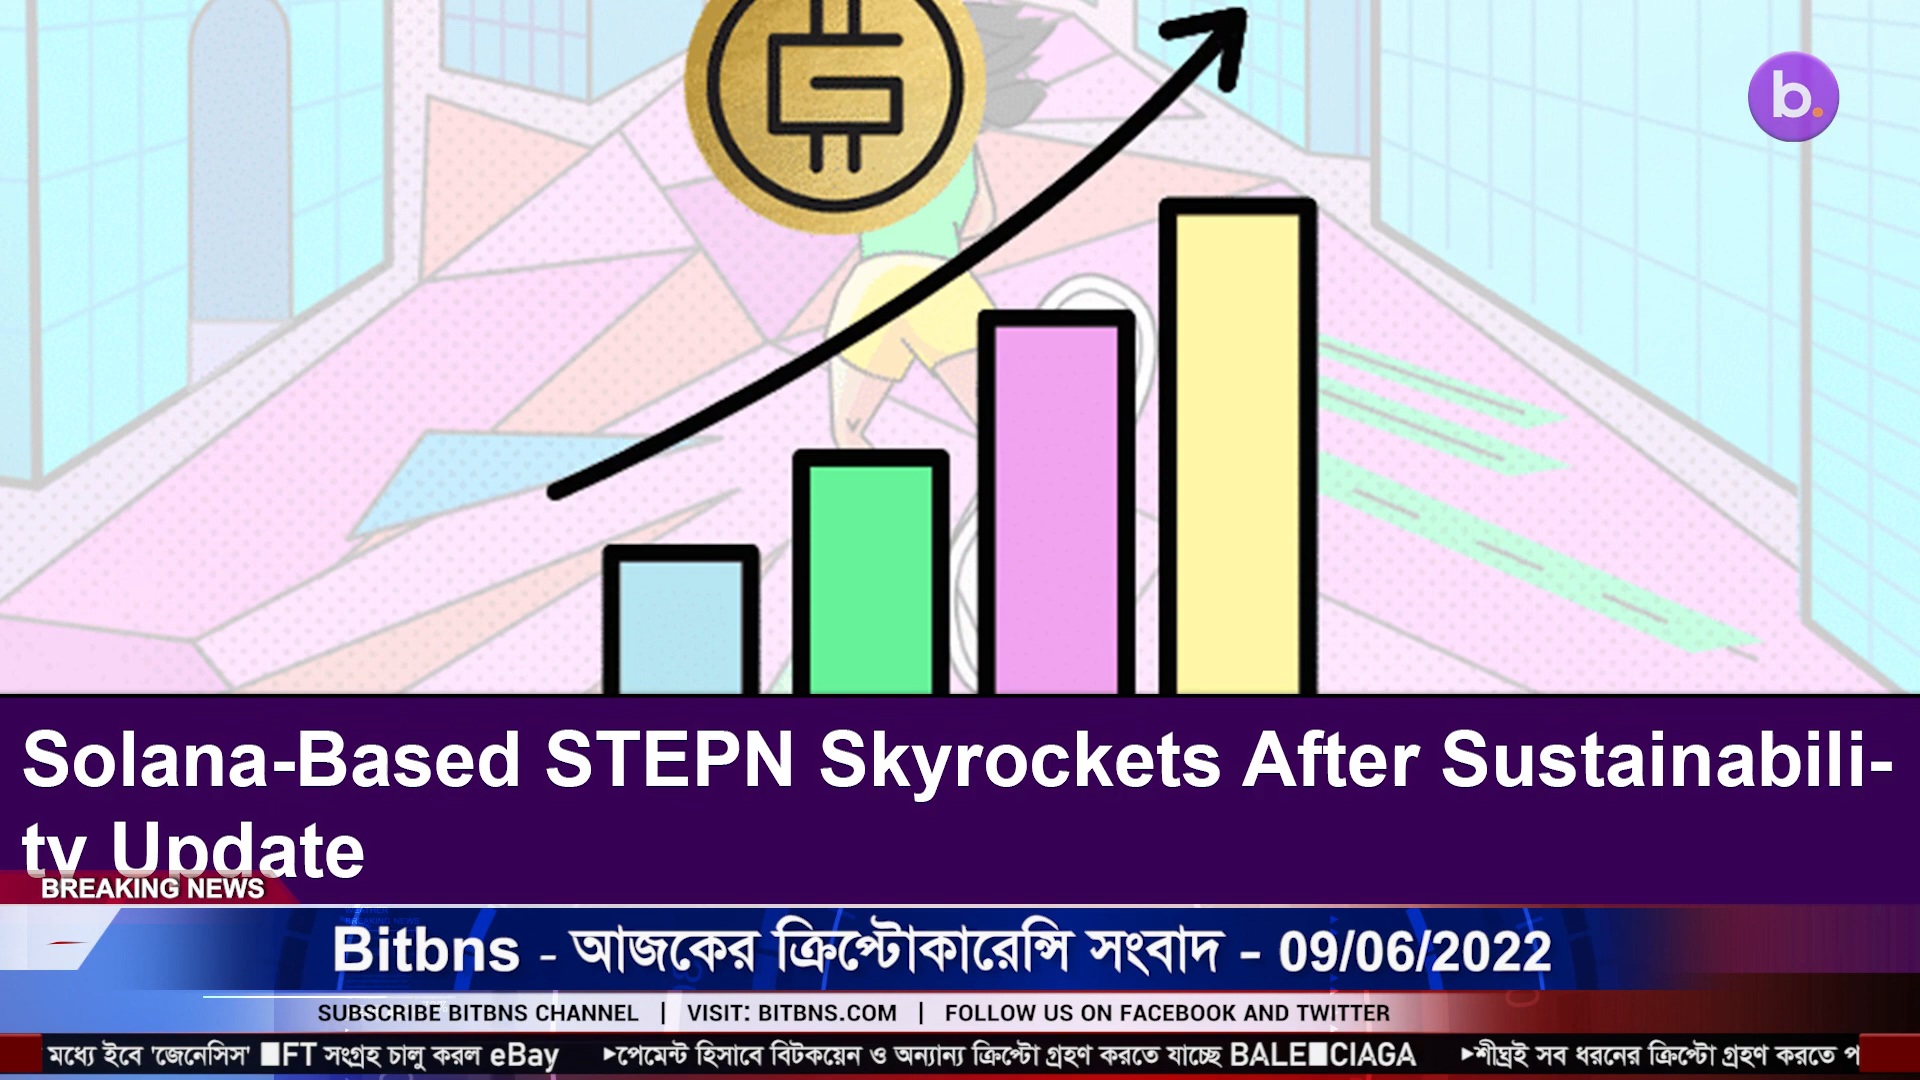 b.
Solana-Based STEPN Skyrockets After Sustainabili-
ty Update
BREAKING NEWS
Bitbns - আজকের ক্রিপ্টোকারেন্সি সংবাদ - 09/06/2022
SUBSCRIBE BITBNS CHANNEL | VISIT: BITBNS.COM | FOLLOW US ON FACEBOOK AND TWITTER
মধ্যে ইবে 'জেনেসিস' ■FT সংগ্রহ চালু করল eBay ▸পেমেন্ট হিসাবে বিটকয়েন ও অন্যান্য ক্রিপ্টো গ্রহণ করতে যাচ্ছে BALE■CIAGA ▸শীঘ্রই সব ধরনের ক্রিপ্টো গ্রহণ করতে প